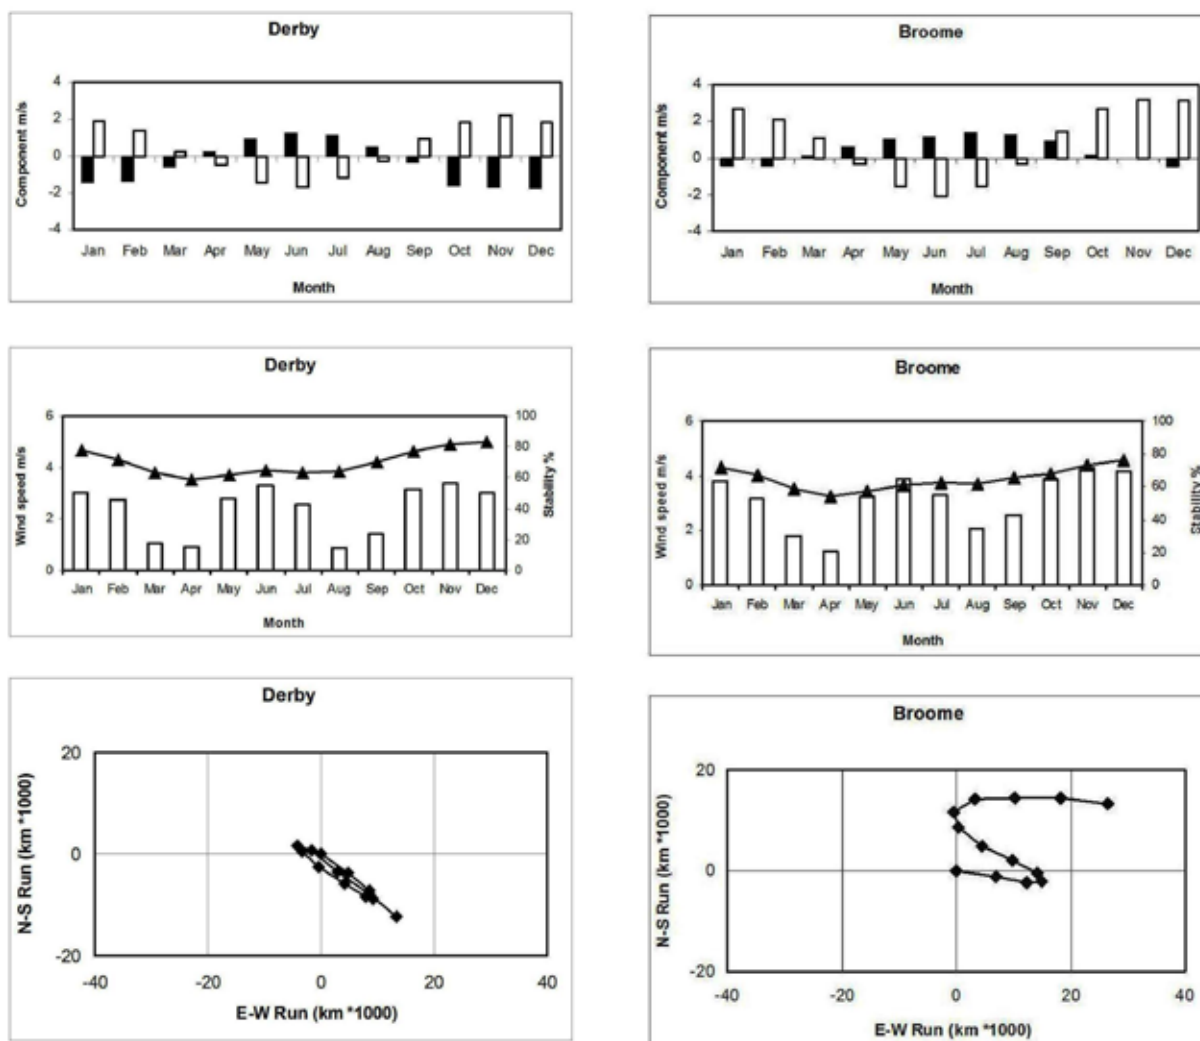 Derby
Component m/s
4
2
0
-2
-4
Jan Feb Mar Apr May Jun Jul Aug Sep Oct Nov Dec
Month
Broome
Component m/s
4
2
0
-2
-4
Jan Feb Mar Apr May Jun Jul Aug Sep Oct Nov Dec
Month
Derby
Wind speed m/s
6
4
2
0
100
80
60
40
20
0
Stability %
Jan Feb Mar Apr May Jun Jul Aug Sep Oct Nov Dec
Month
Broome
Wind speed m/s
6
4
2
0
100
80
60
40
20
0
Stability %
Jan Feb Mar Apr May Jun Jul Aug Sep Oct Nov Dec
Month
Derby
N-S Run (km *1000)
20
0
-20
-40 -20 0 20 40
E-W Run (km *1000)
Broome
N-S Run (km *1000)
20
0
-20
-40 -20 0 20 40
E-W Run (km *1000)